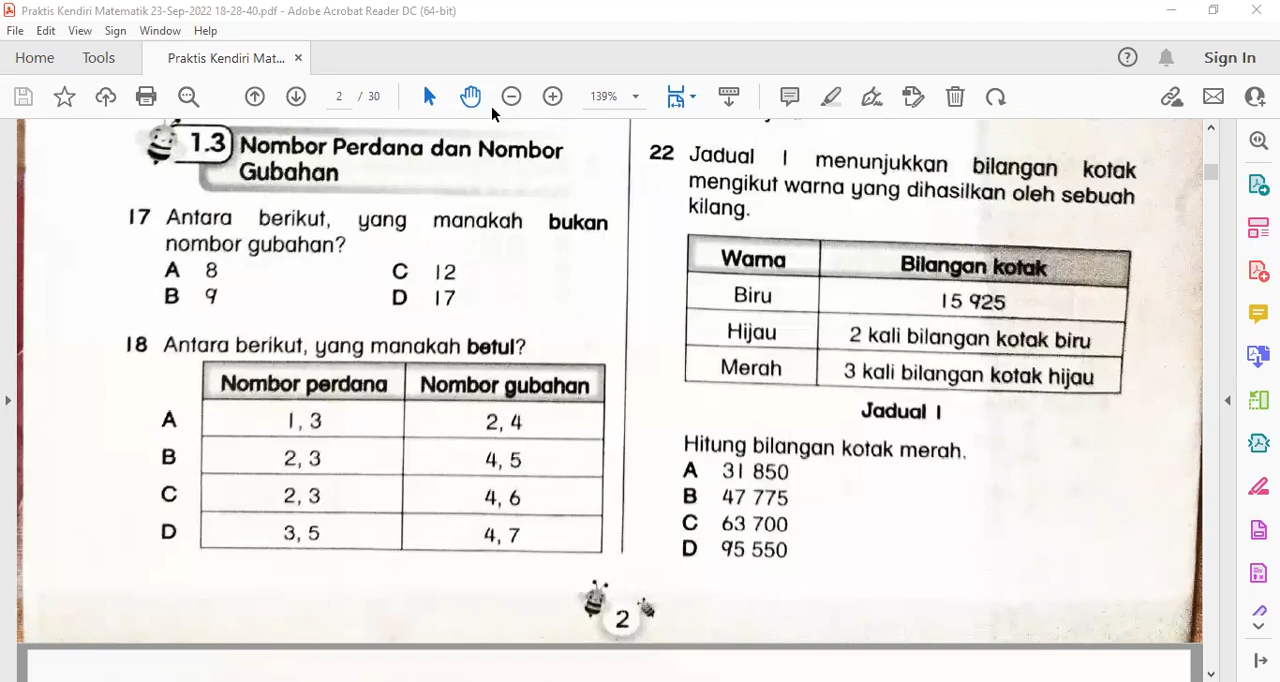 Praktis Kendiri Matematik 23-Sep-2022 18-28-40.pdf - Adobe Acrobat Reader DC (64-bit)
File Edit View Sign Window Help
Home Tools Praktis Kendiri Mat... × Sign In
2 / 30 139%
1.3 Nombor Perdana dan Nombor
Gubahan
17 Antara berikut, yang manakah bukan
nombor gubahan?
A 8 C 12
B 9 D 17
18 Antara berikut, yang manakah betul?
Nombor perdana Nombor gubahan
A 1, 3 2, 4
B 2, 3 4, 5
C 2, 3 4, 6
D 3, 5 4, 7
22 Jadual 1 menunjukkan bilangan kotak
mengikut warna yang dihasilkan oleh sebuah
kilang.
Warna Bilangan kotak
Biru 15 925
Hijau 2 kali bilangan kotak biru
Merah 3 kali bilangan kotak hijau
Jadual 1
Hitung bilangan kotak merah.
A 31 850
B 47 775
C 63 700
D 95 550
2